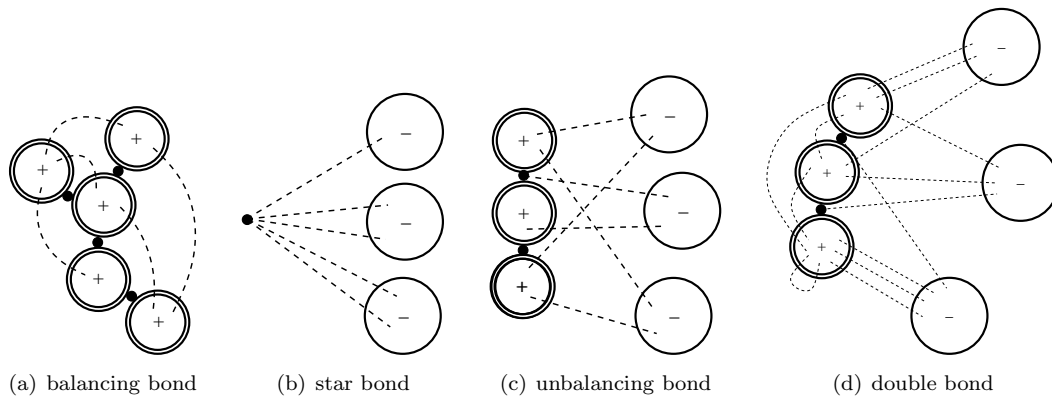 + + + + +
− − −
+ + + − − −
+ + + − − −
(a) balancing bond (b) star bond (c) unbalancing bond (d) double bond